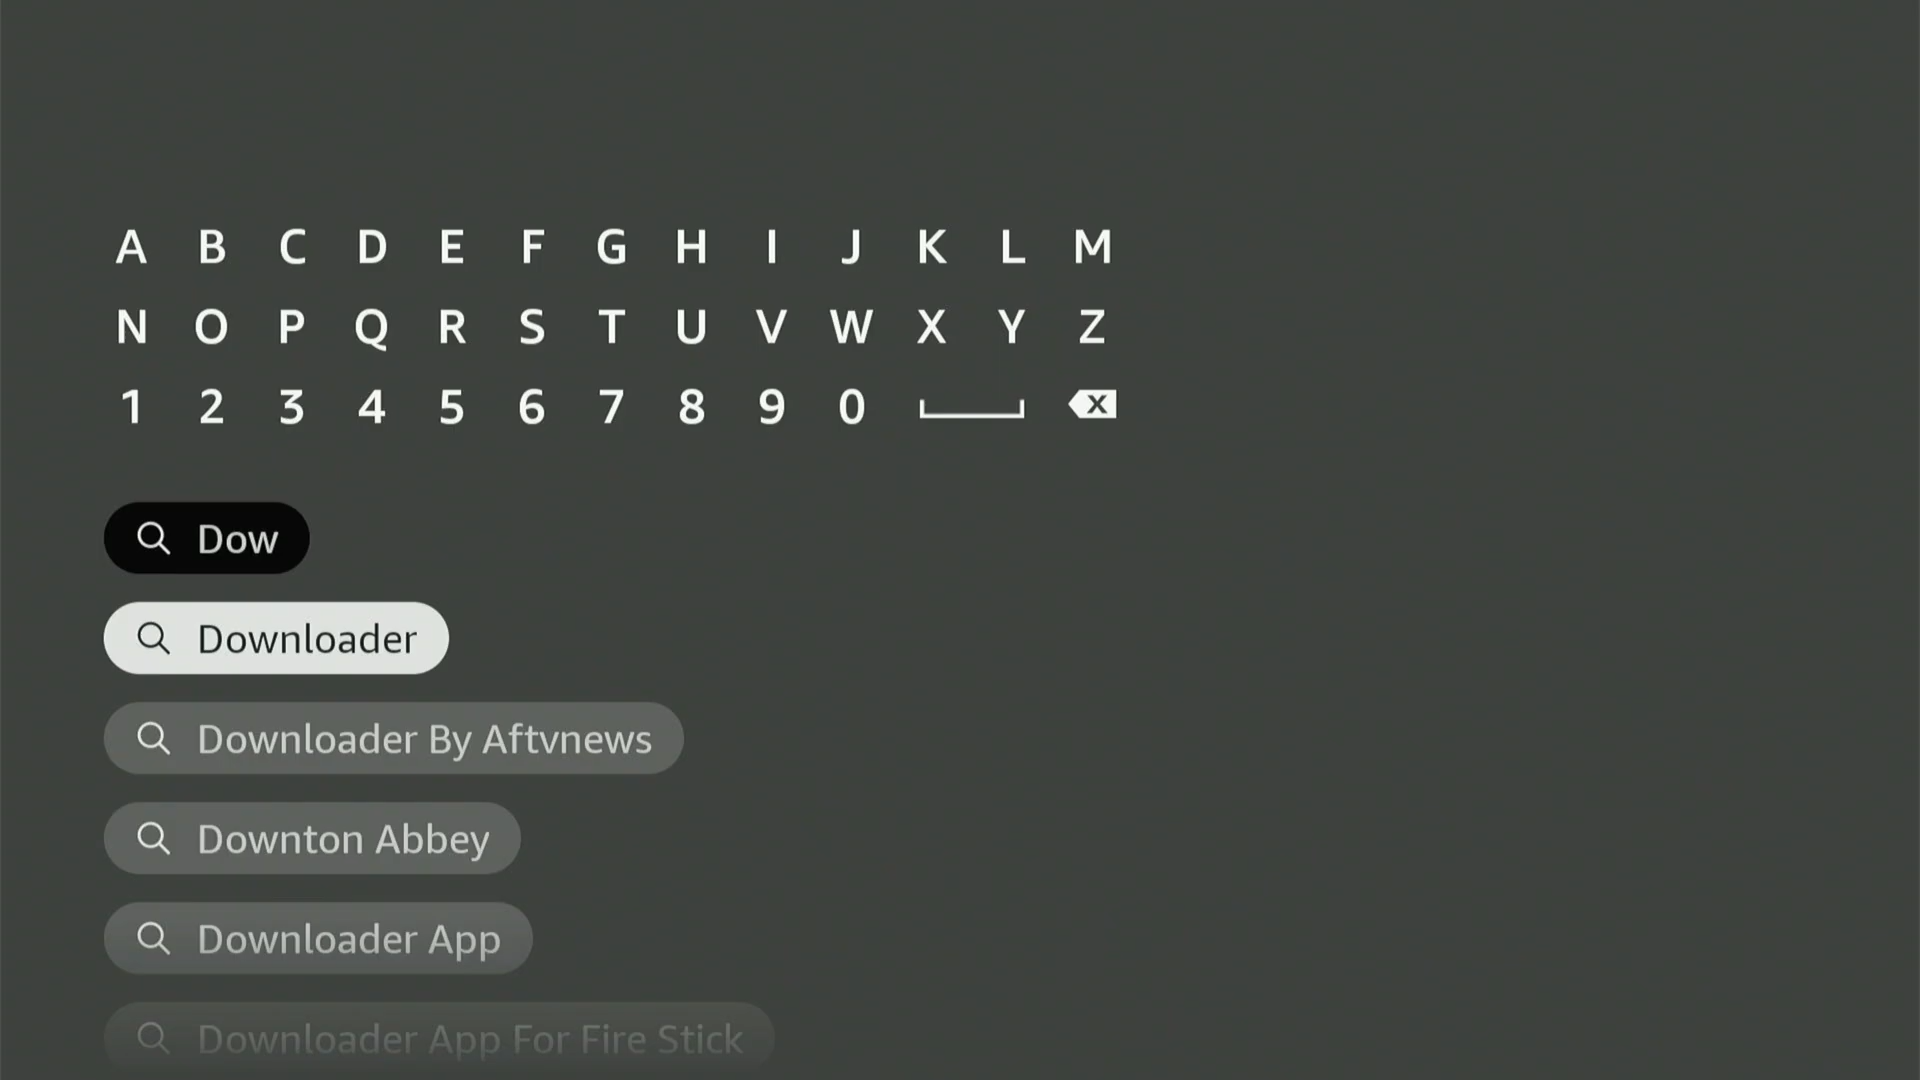 A B C D E F G H I J K L M
N O P Q R S T U V W X Y Z
1 2 3 4 5 6 7 8 9 0
Dow
Downloader
Downloader By Aftvnews
Downton Abbey
Downloader App
Downloader App For Fire Stick